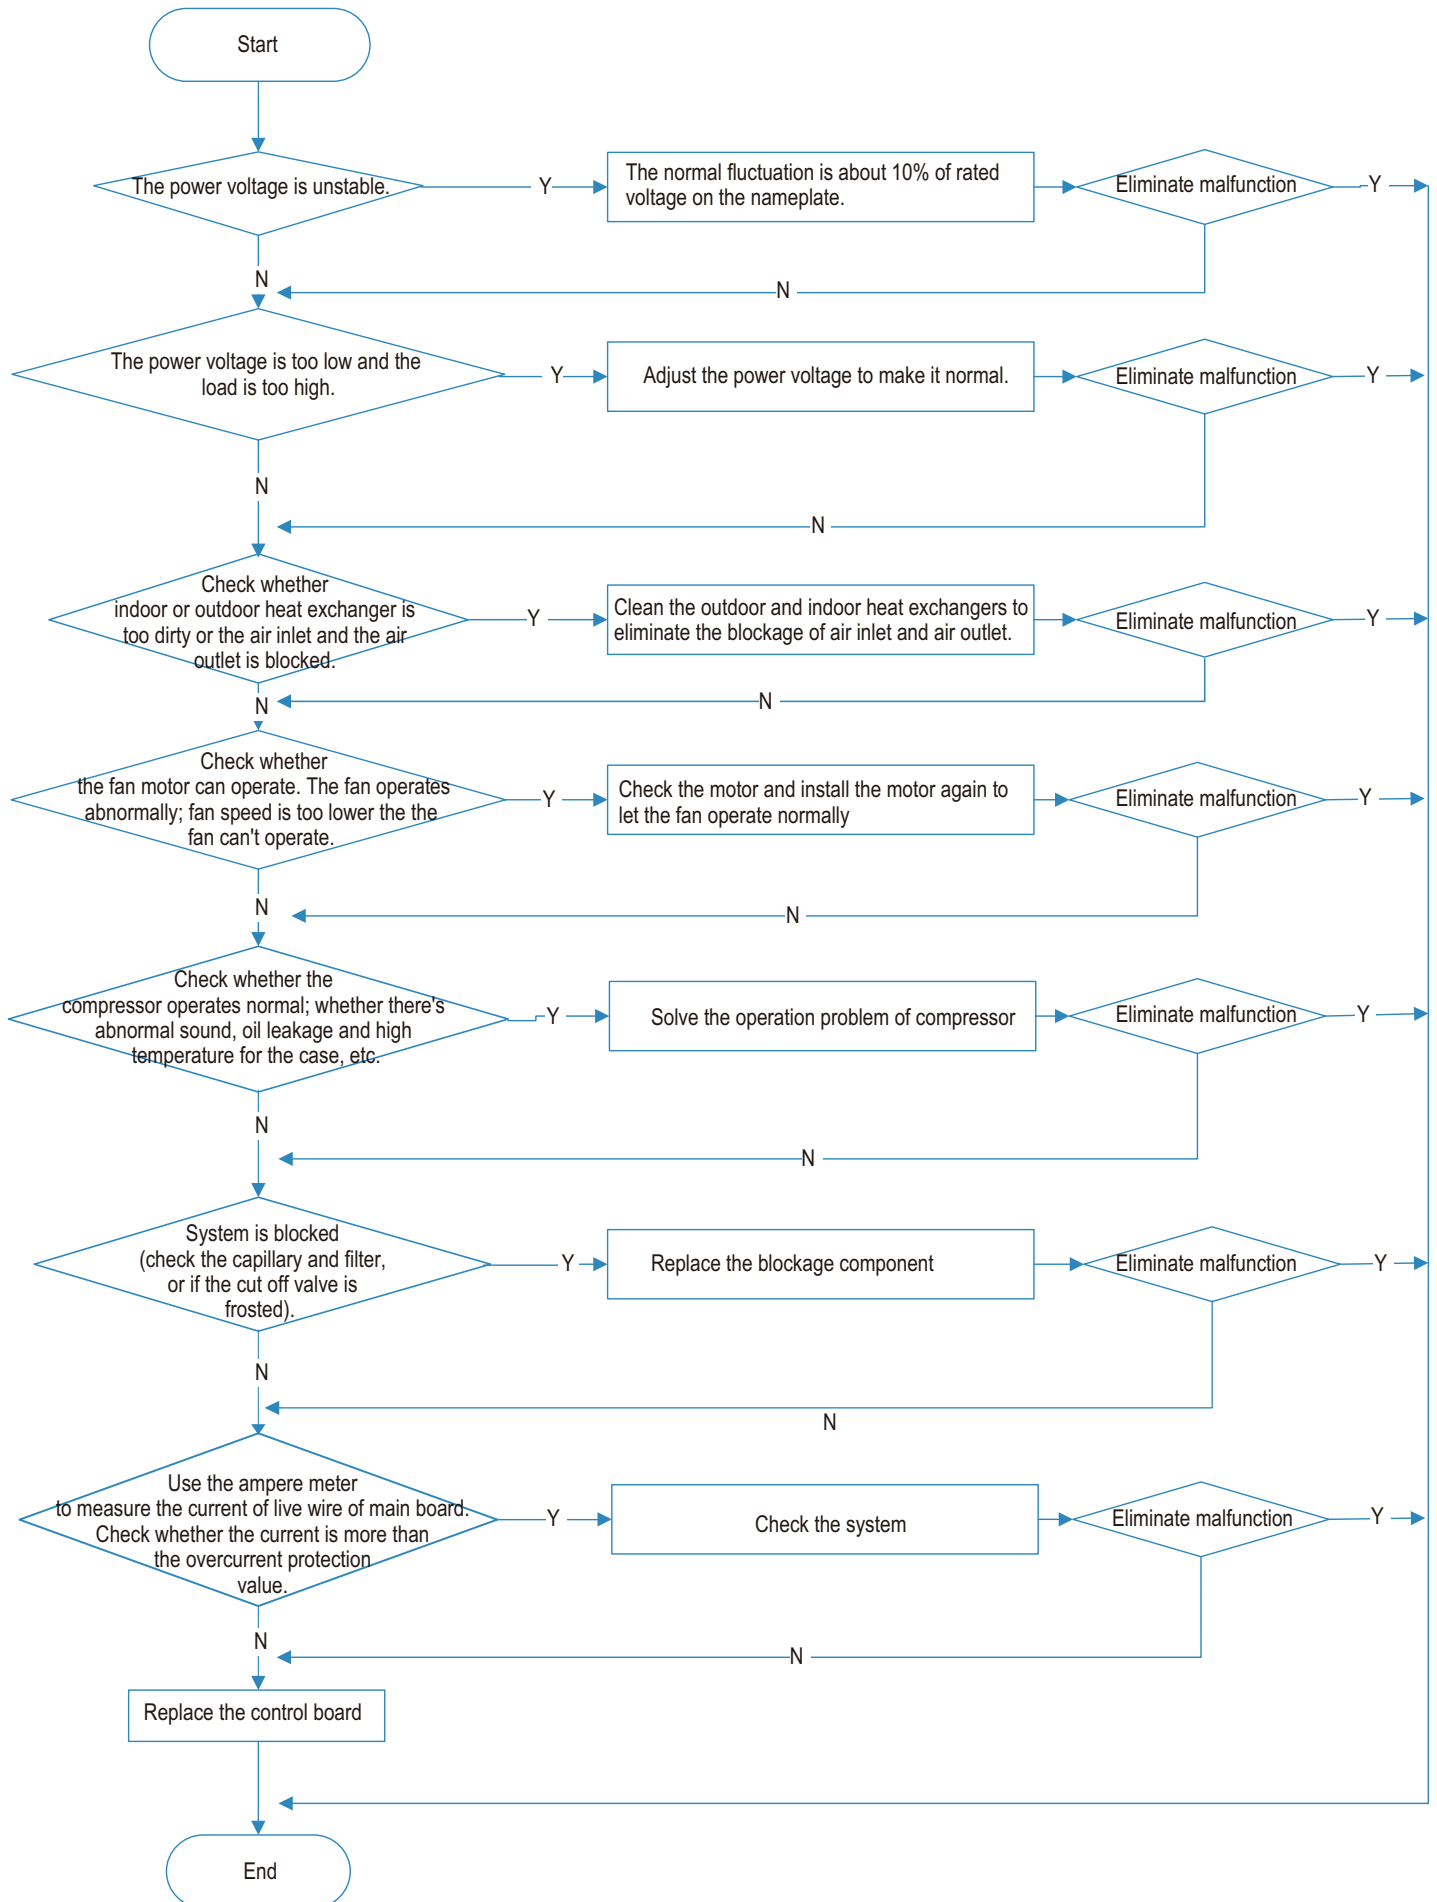 Start
The power voltage is unstable.
Y
The normal fluctuation is about 10% of rated
voltage on the nameplate.
Eliminate malfunction
Y
N
N
The power voltage is too low and the
load is too high.
Y
Adjust the power voltage to make it normal.
Eliminate malfunction
Y
N
N
Check whether
indoor or outdoor heat exchanger is
too dirty or the air inlet and the air
outlet is blocked.
Y
Clean the outdoor and indoor heat exchangers to
eliminate the blockage of air inlet and air outlet.
Eliminate malfunction
Y
N
N
Check whether
the fan motor can operate. The fan operates
abnormally; fan speed is too lower the the
fan can't operate.
Y
Check the motor and install the motor again to
let the fan operate normally
Eliminate malfunction
Y
N
N
Check whether the
compressor operates normal; whether there's
abnormal sound, oil leakage and high
temperature for the case, etc.
Y
Solve the operation problem of compressor
Eliminate malfunction
Y
N
N
System is blocked
(check the capillary and filter,
or if the cut off valve is
frosted).
Y
Replace the blockage component
Eliminate malfunction
Y
N
N
Use the ampere meter
to measure the current of live wire of main board.
Check whether the current is more than
the overcurrent protection
value.
Y
Check the system
Eliminate malfunction
Y
N
N
Replace the control board
End